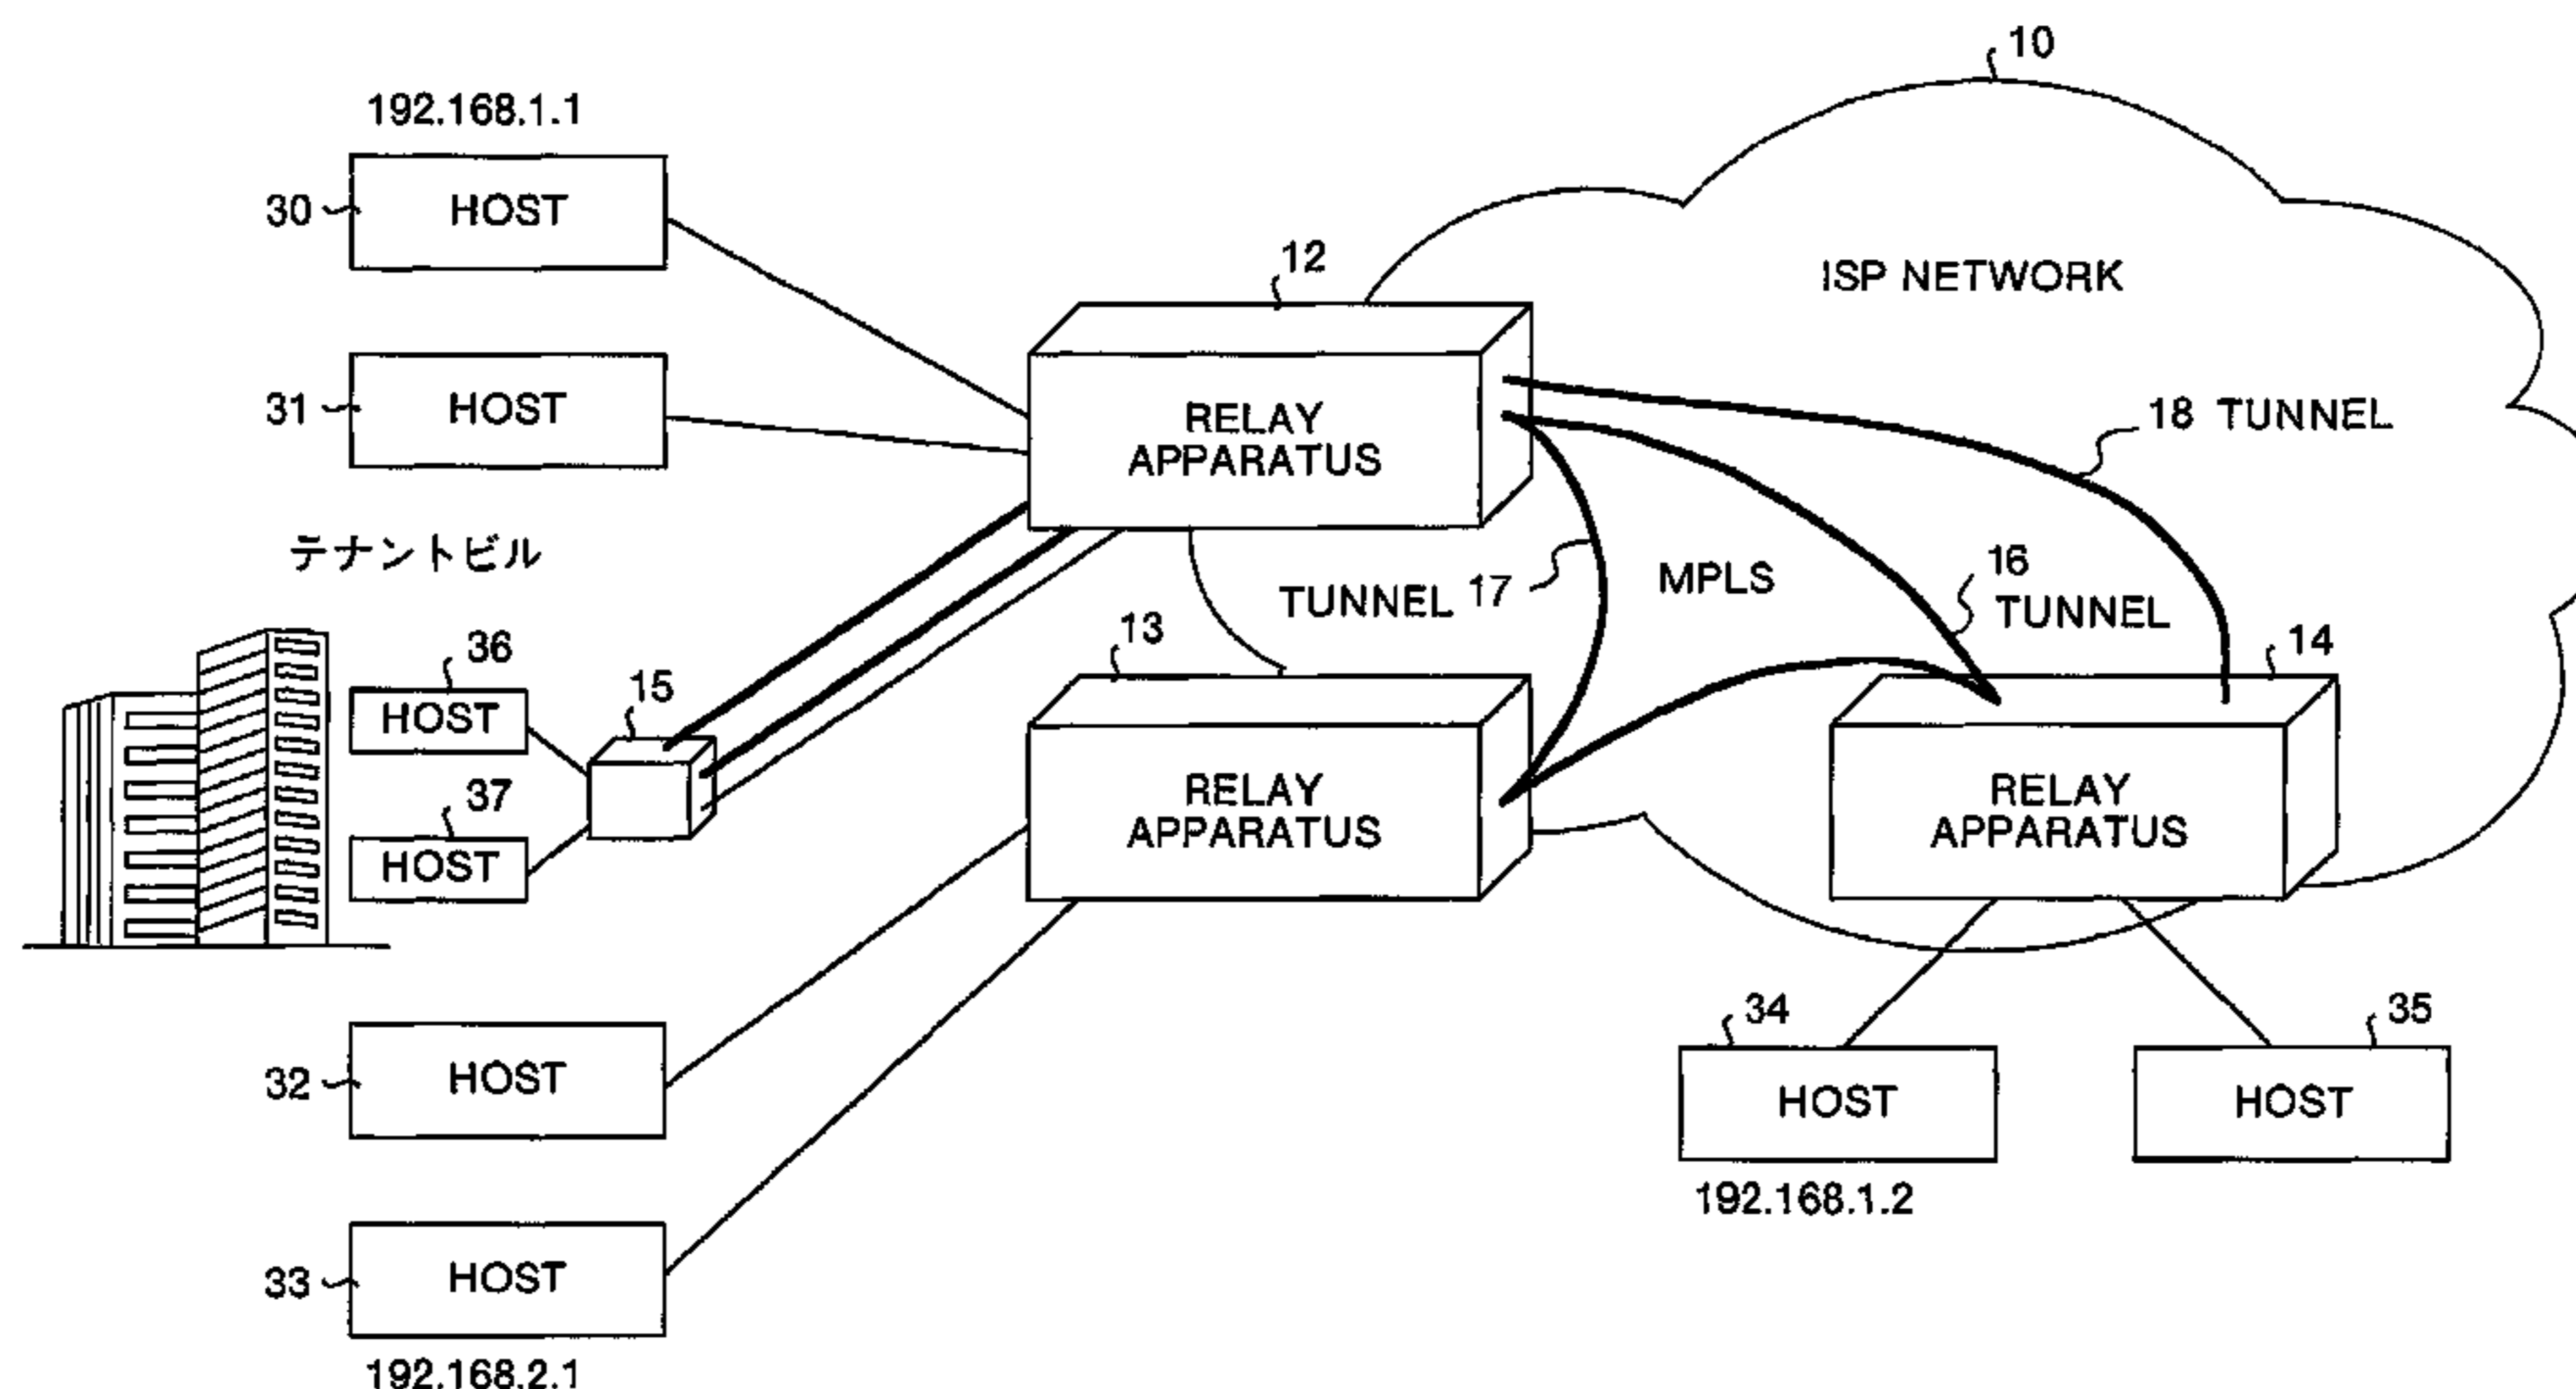 10
192.168.1.1
30
HOST
12
ISP NETWORK
31
HOST
RELAY
APPARATUS
18 TUNNEL
テナントビル
TUNNEL 17
MPLS
16
TUNNEL
36
HOST
15
13
14
37
HOST
RELAY
APPARATUS
RELAY
APPARATUS
32
HOST
34
HOST
35
HOST
192.168.1.2
33
HOST
192.168.2.1